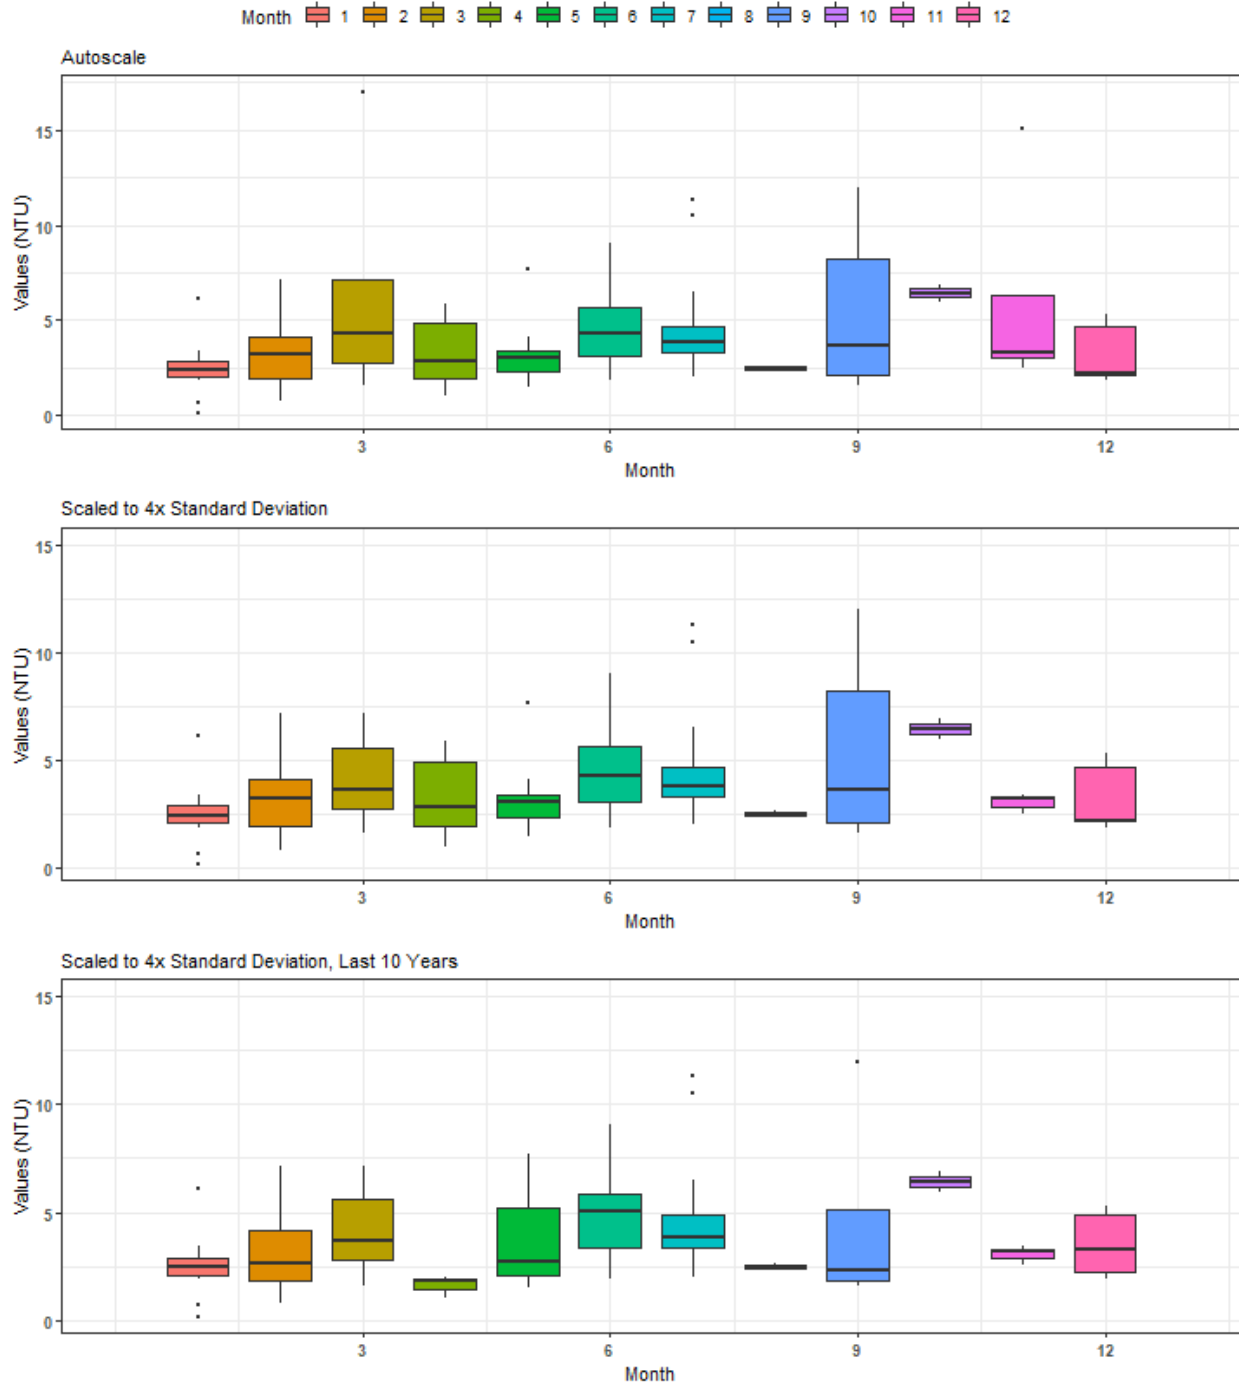 Month 1 2 3 4 5 6 7 8 9 10 11 12
Autoscale
Values (NTU)
15
10
5
0
3 6 9 12
Month
Scaled to 4x Standard Deviation
Values (NTU)
15
10
5
0
3 6 9 12
Month
Scaled to 4x Standard Deviation, Last 10 Years
Values (NTU)
15
10
5
0
3 6 9 12
Month